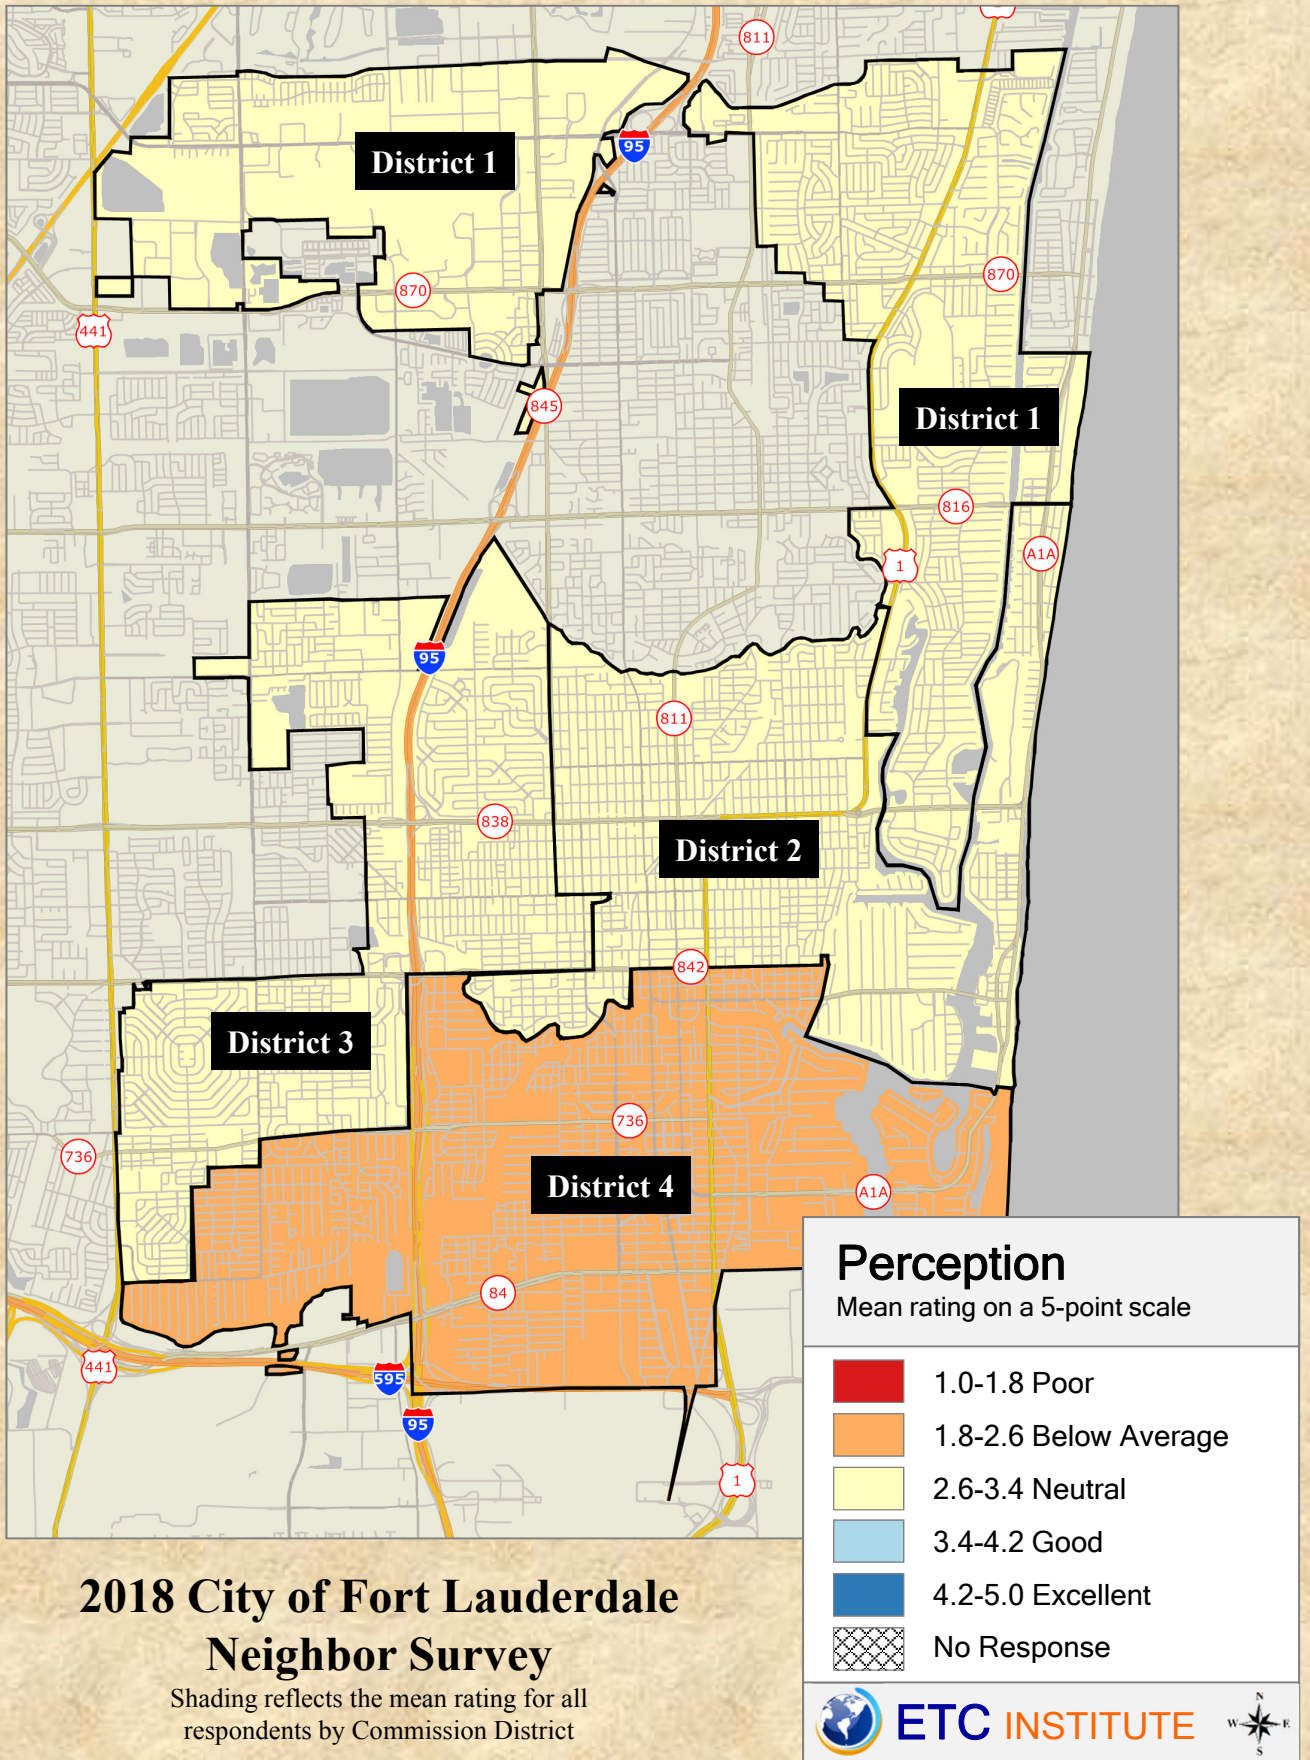 811
95
District 1
870
870
441
845
District 1
816
A1A
1
95
811
838
District 2
842
District 3
736
736
District 4
A1A
84
441
595
95
1
Perception
Mean rating on a 5-point scale
1.0-1.8 Poor
1.8-2.6 Below Average
2.6-3.4 Neutral
3.4-4.2 Good
4.2-5.0 Excellent
No Response
2018 City of Fort Lauderdale
Neighbor Survey
Shading reflects the mean rating for all
respondents by Commission District
ETC INSTITUTE
N
W E
S